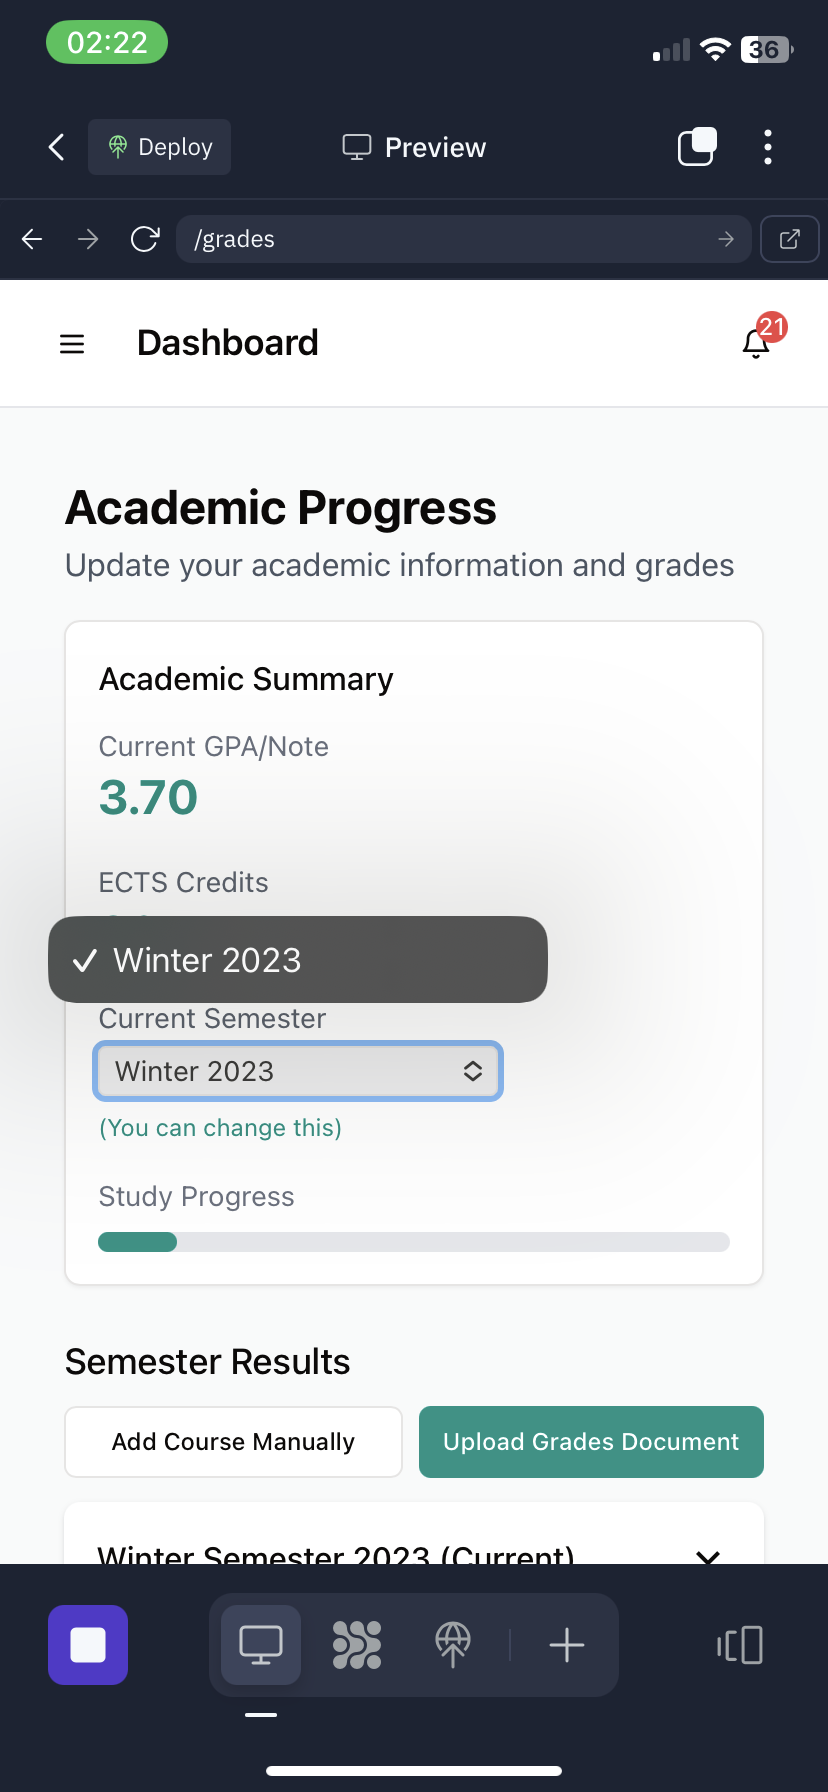 02:22
36
Deploy
Preview
/grades
Dashboard
21
Academic Progress
Update your academic information and grades
Academic Summary
Current GPA/Note
3.70
ECTS Credits
✓ Winter 2023
Current Semester
Winter 2023
(You can change this)
Study Progress
Semester Results
Add Course Manually
Upload Grades Document
Winter Semester 2023 (Current)